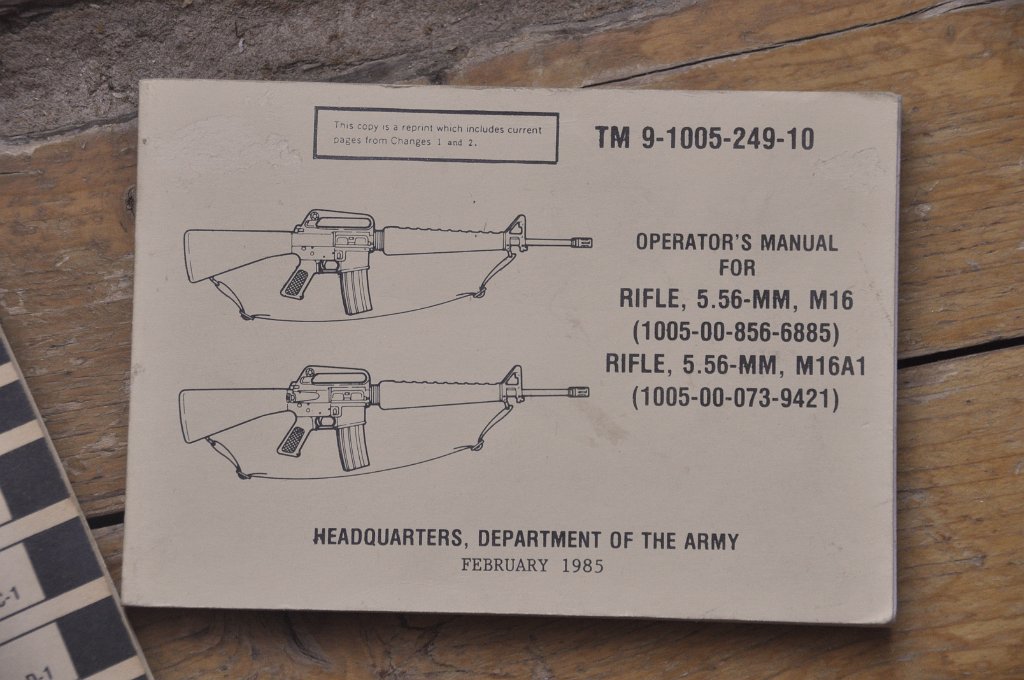 This copy is a reprint which includes current
pages from Changes 1 and 2.
TM 9-1005-249-10
OPERATOR'S MANUAL
FOR
RIFLE, 5.56-MM, M16
(1005-00-856-6885)
RIFLE, 5.56-MM, M16A1
(1005-00-073-9421)
HEADQUARTERS, DEPARTMENT OF THE ARMY
FEBRUARY 1985